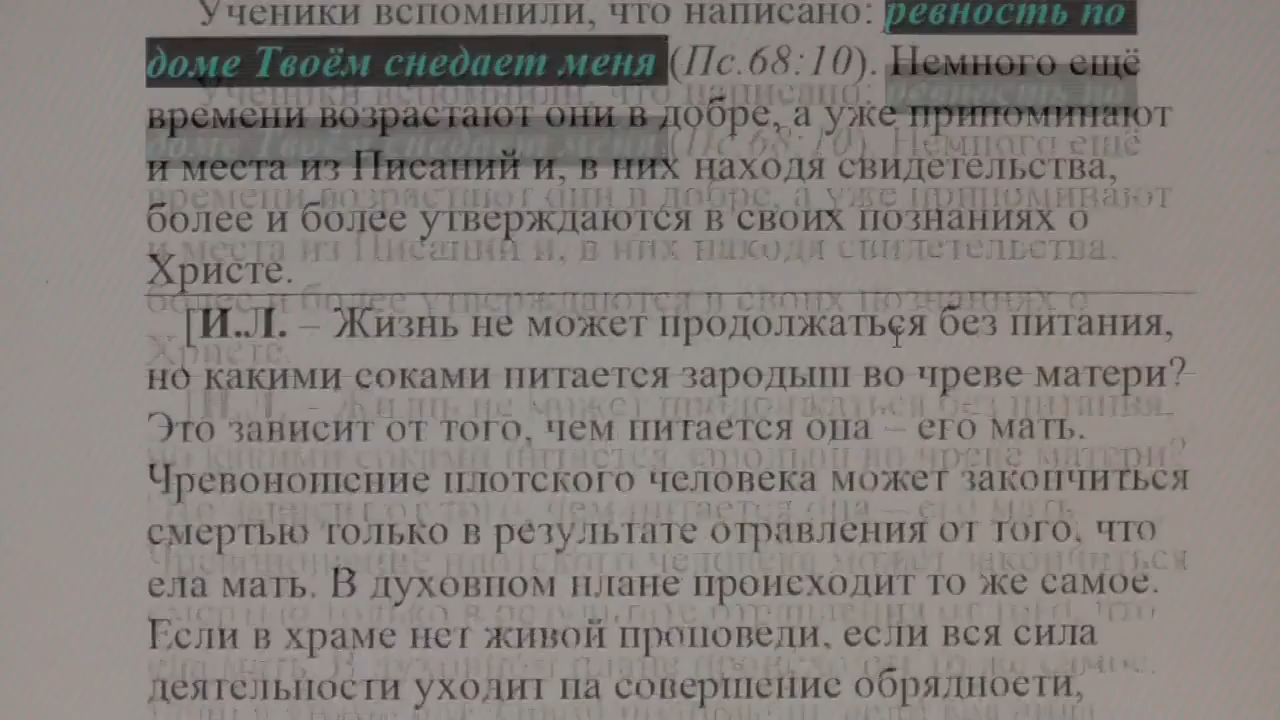 Ученики вспомнили, что написано: ревность по
доме Твоём снедает меня (Пс.68:10). Немного ещё
времени возрастают они в добре, а уже припоминают
и места из Писаний и, в них находя свидетельства,
более и более утверждаются в своих познаниях о
Христе.
[И.Л. – Жизнь не может продолжаться без питания,
но какими соками питается зародыш во чреве матери?
Это зависит от того, чем питается она – его мать.
Чревоношение плотского человека может закончиться
смертью только в результате отравления от того, что
ела мать. В духовном плане происходит то же самое.
Если в храме нет живой проповеди, если вся сила
деятельности уходит на совершение обрядности,